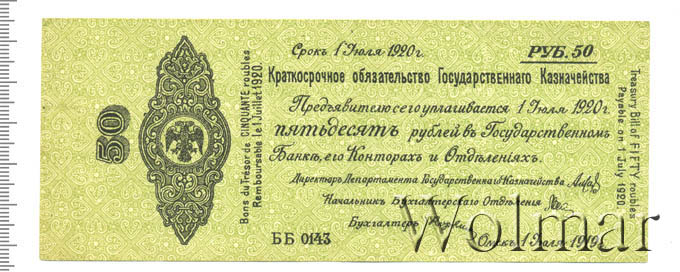 50
Bons du Trésor de CINQUANTE roubles
Remboursable le 1 Juillet 1920.
Срокъ 1 Іюля 1920 г.
РУБ. 50
Краткосрочное обязательство Государственнаго Казначейства
Предъявителю сего уплачивается 1 Іюля 1920 г.
пятьдесятъ рублей въ Государственномъ
Банкѣ, его Конторахъ и Отдѣленіяхъ.
Директоръ Департамента Государственнаго Казначейства
Начальникъ Бухгалтерскаго Отдѣленія
Бухгалтеръ
ББ 0143
Омскъ, 1 Іюля 1919 г.
Treasury Bill of FIFTY roubles
Payable on 1 July 1920.
Wolmar